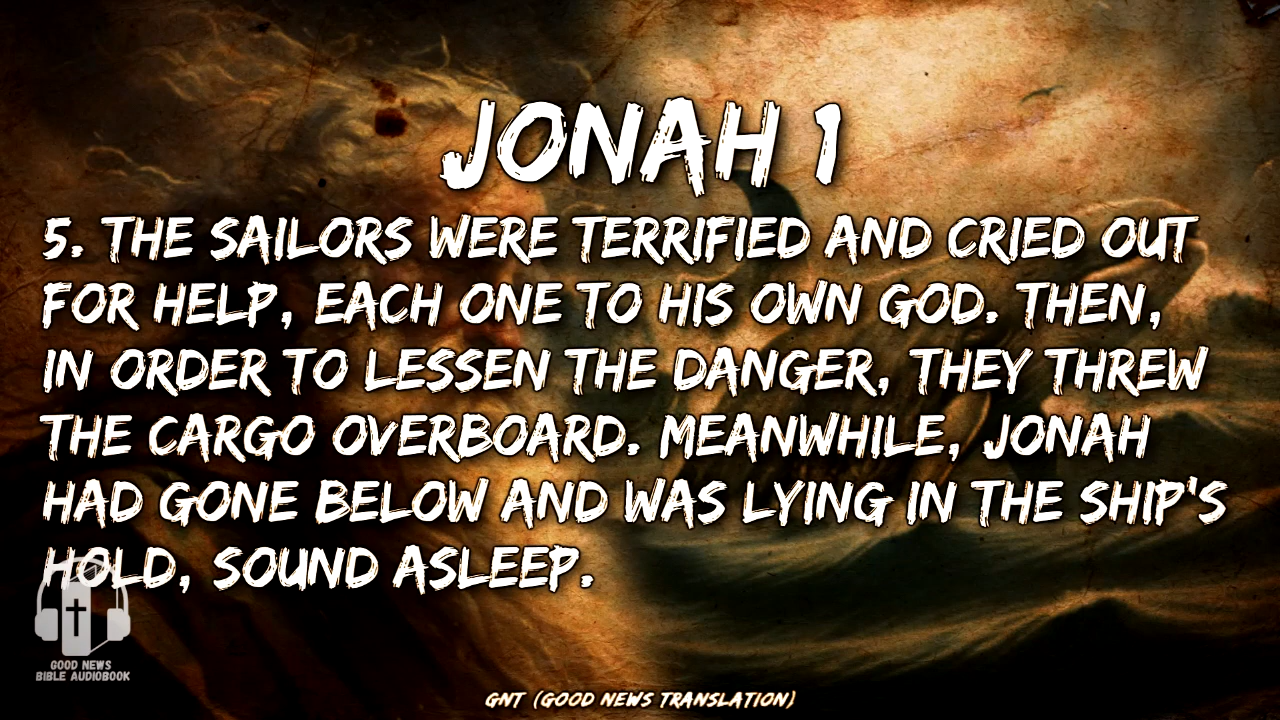 JONAH 1
5. THE SAILORS WERE TERRIFIED AND CRIED OUT
FOR HELP, EACH ONE TO HIS OWN GOD. THEN,
IN ORDER TO LESSEN THE DANGER, THEY THREW
THE CARGO OVERBOARD. MEANWHILE, JONAH
HAD GONE BELOW AND WAS LYING IN THE SHIP'S
HOLD, SOUND ASLEEP.
GOOD NEWS
BIBLE AUDIOBOOK
GNT (GOOD NEWS TRANSLATION)